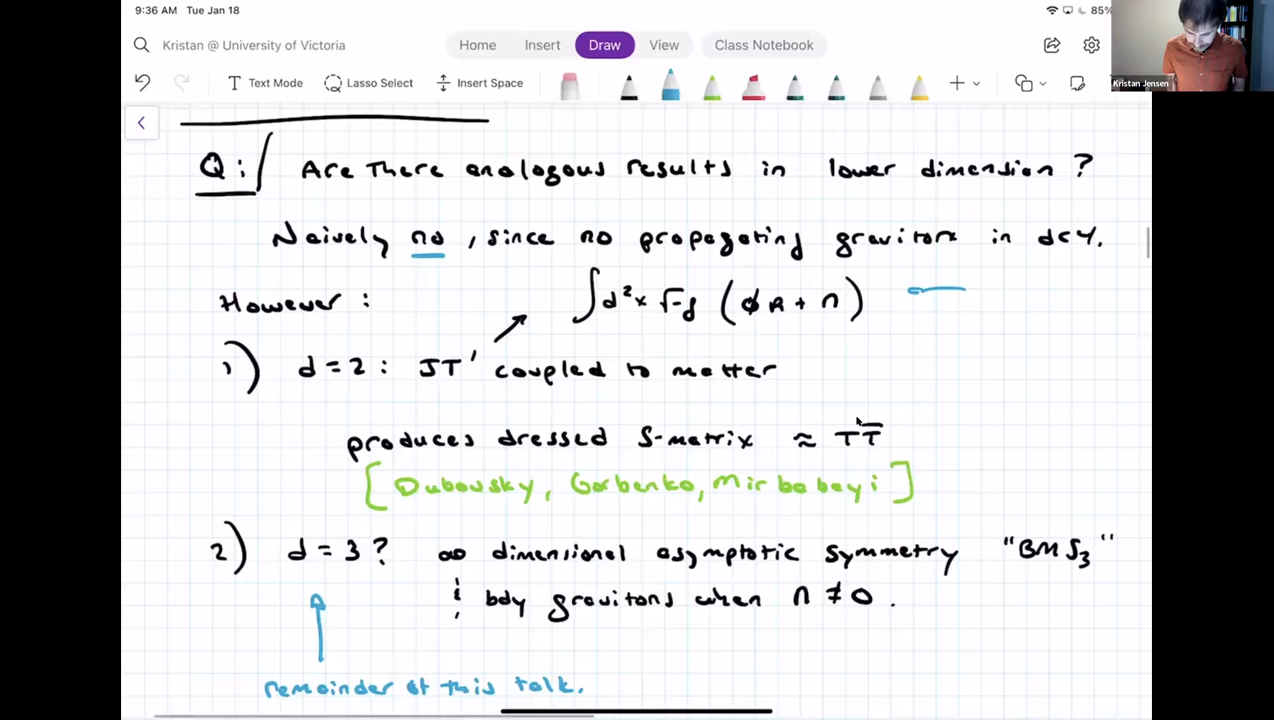 9:36 AM Tue Jan 18
85%
Kristan @ University of Victoria
Home Insert Draw View Class Notebook
Text Mode Lasso Select Insert Space
Kristan Jensen
Q: Are there analogous results in lower dimension ?
Naively no , since no propagating gravitons in d<4.
However : ∫d²x √-g (ϕR + Λ)
1) d=2 : JT' coupled to matter
produces dressed S-matrix ≈ TT̅
[Dubovsky, Gorbenko, Mirbabayi]
2) d = 3 ? ∞ dimensional asymptotic symmetry "BMS₃"
& bdy gravitons when Λ ≠ 0 .
remainder of this talk.